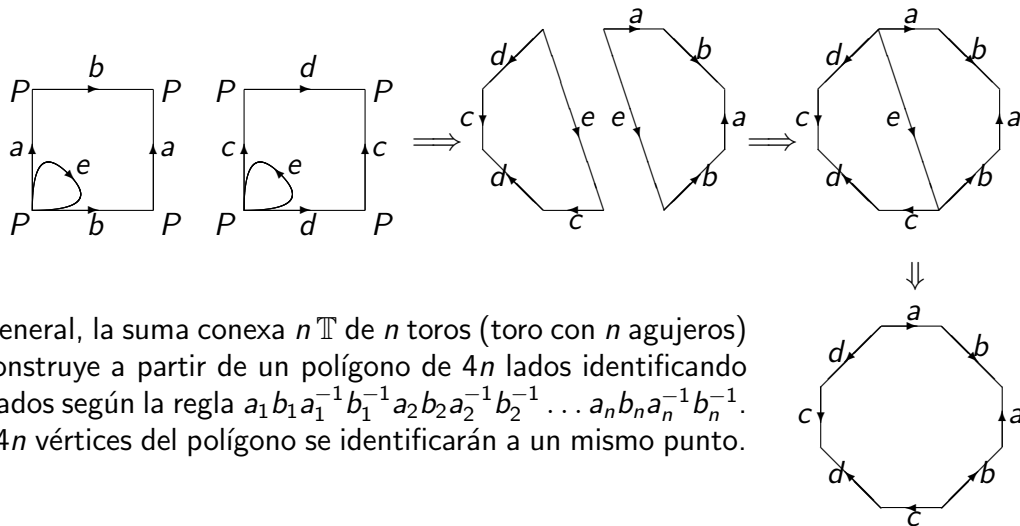 b
P P
a a
e
P b P
d
P P
c c
e
P d P
⟹
d
c
e
d
c
a
b
e
a
b
⟹
a
d b
c e a
d b
c
⇓
eneral, la suma conexa n 𝕋 de n toros (toro con n agujeros)
onstruye a partir de un polígono de 4n lados identificando
ados según la regla a₁b₁a₁⁻¹b₁⁻¹a₂b₂a₂⁻¹b₂⁻¹ … aₙbₙaₙ⁻¹bₙ⁻¹.
4n vértices del polígono se identificarán a un mismo punto.
a
d b
c a
d b
c